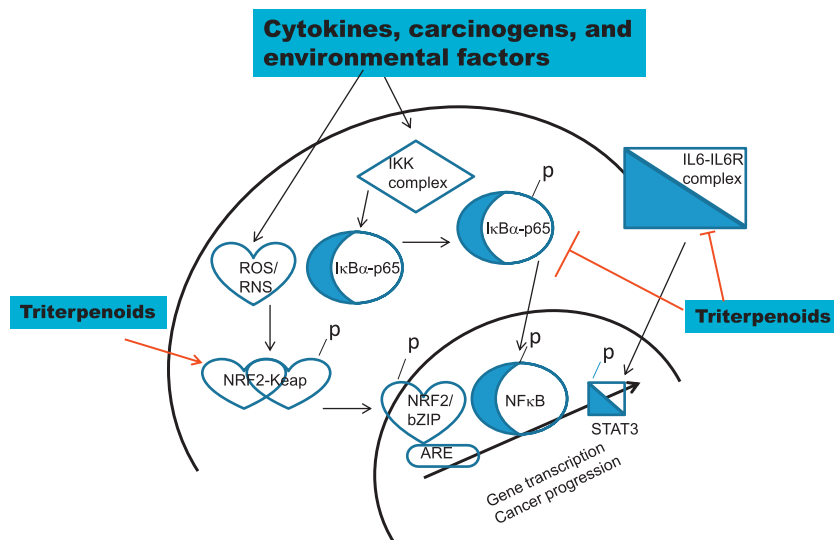 Cytokines, carcinogens, and
environmental factors
IKK
complex
p
IL6-IL6R
complex
IκBα-p65
IκBα-p65
ROS/
RNS
Triterpenoids
Triterpenoids
p
p
p
p
NRF2-Keap
NRF2/
bZIP
NFκB
STAT3
ARE
Gene transcription
Cancer progression